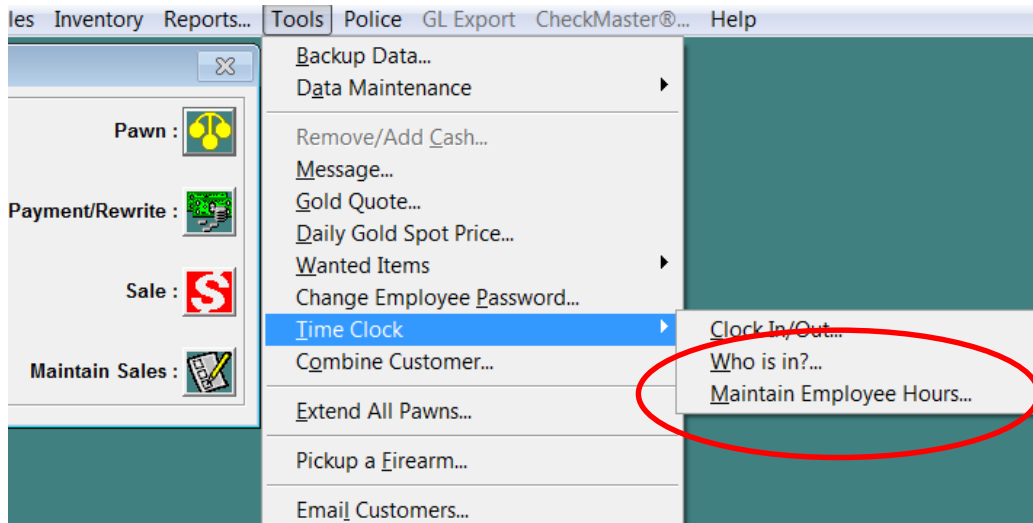 les Inventory Reports... Tools Police GL Export CheckMaster®... Help
Backup Data...
Data Maintenance
Pawn :
Remove/Add Cash...
Message...
Payment/Rewrite :
Gold Quote...
Daily Gold Spot Price...
Wanted Items
Sale :
Change Employee Password...
Time Clock
Clock In/Out...
Combine Customer...
Who is in?...
Maintain Sales :
Maintain Employee Hours...
Extend All Pawns...
Pickup a Firearm...
Email Customers...